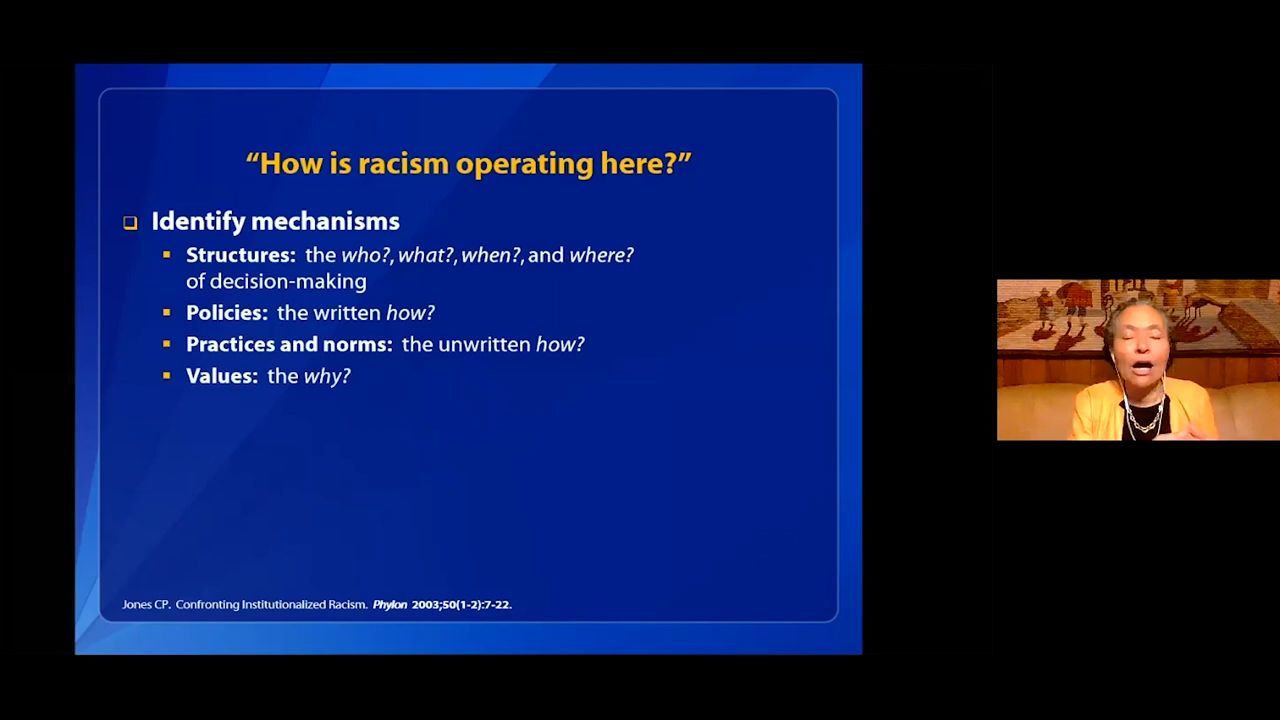 “How is racism operating here?”
Identify mechanisms
Structures: the who?, what?, when?, and where?
of decision-making
Policies: the written how?
Practices and norms: the unwritten how?
Values: the why?
Jones CP. Confronting Institutionalized Racism. Phylon 2003;50(1-2):7-22.